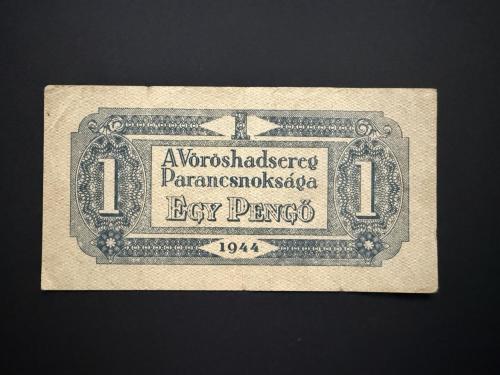 1
A Vöröshadsereg
1 Parancsnoksága 1
EGY PENGŐ
1944